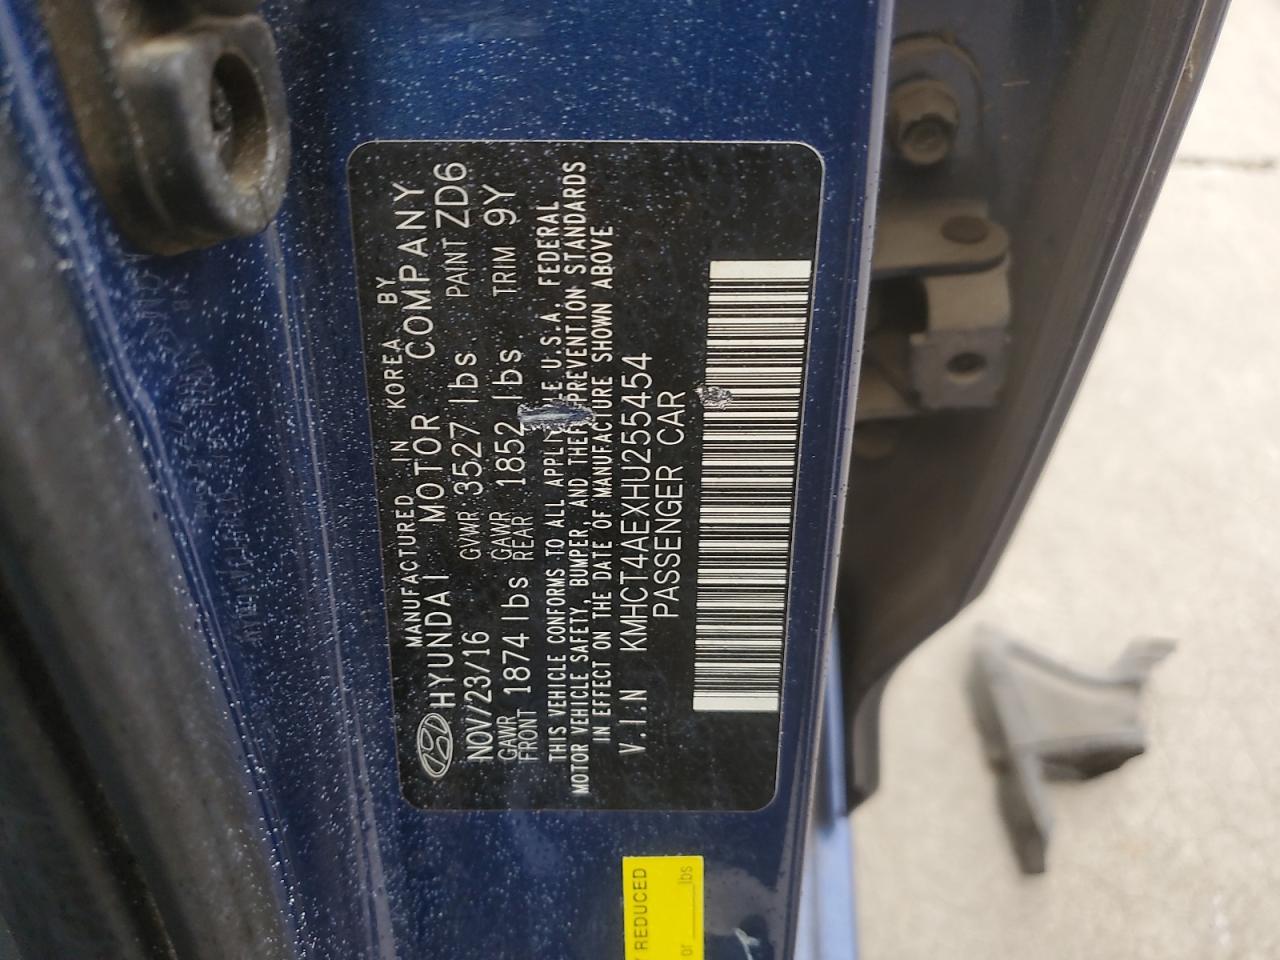 MANUFACTURED IN KOREA BY
HYUNDAI MOTOR COMPANY
NOV/23/16 GVWR 3527 lbs PAINT ZD6
GAWR FRONT 1874 lbs GAWR REAR 1852 lbs TRIM 9Y
THIS VEHICLE CONFORMS TO ALL U.S.A. FEDERAL
MOTOR VEHICLE SAFETY, BUMPER, AND THEFT PREVENTION STANDARDS
IN EFFECT ON THE DATE OF MANUFACTURE SHOWN ABOVE
V.I.N KMHCT4AEXHU255454
PASSENGER CAR
REDUCED
or _____lbs